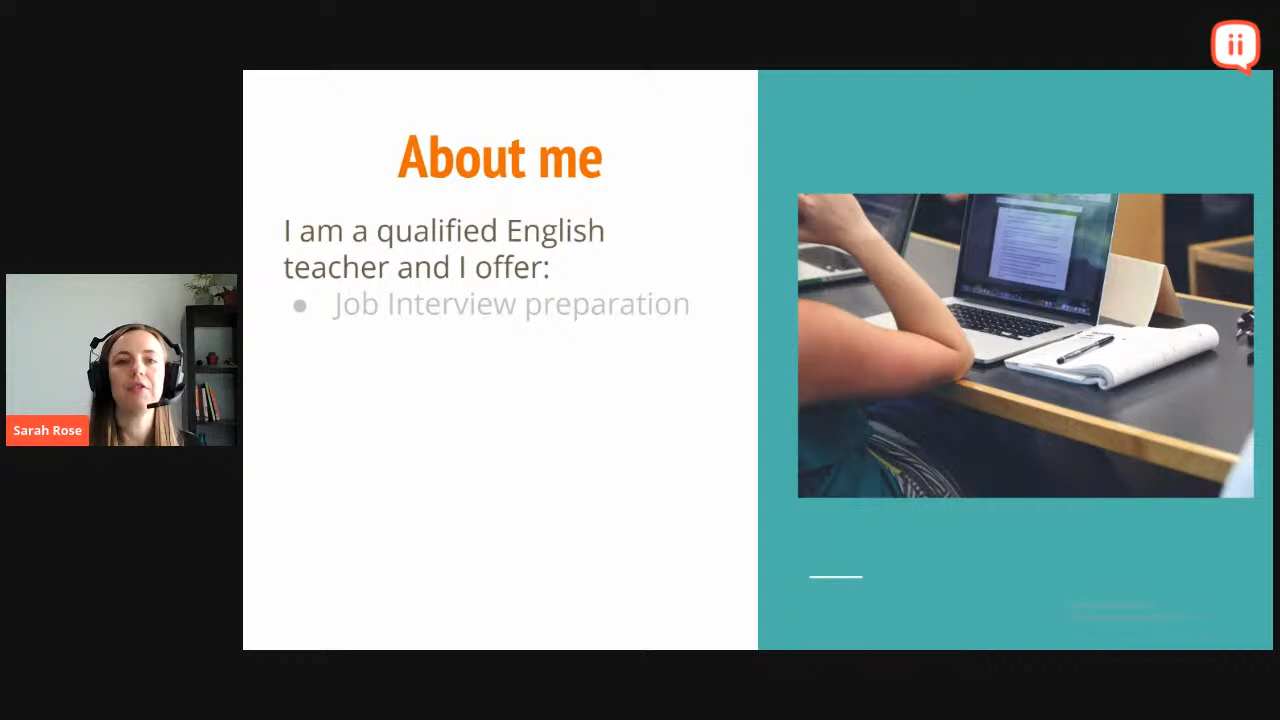 About me
I am a qualified English
teacher and I offer:
● Job Interview preparation
Sarah Rose